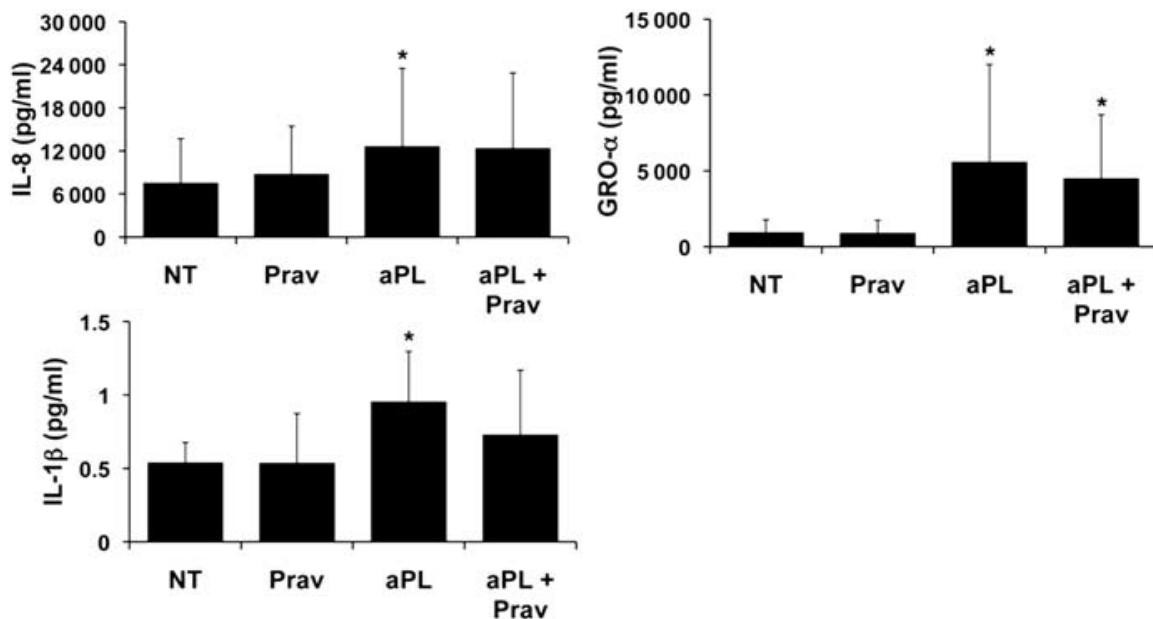 IL-8 (pg/ml)
30 000
24 000
18 000
12 000
6 000
0
*
NT
Prav
aPL
aPL +
Prav
GRO-α (pg/ml)
15 000
10 000
5 000
0
*
*
NT
Prav
aPL
aPL +
Prav
IL-1β (pg/ml)
1.5
1
0.5
0
*
NT
Prav
aPL
aPL +
Prav